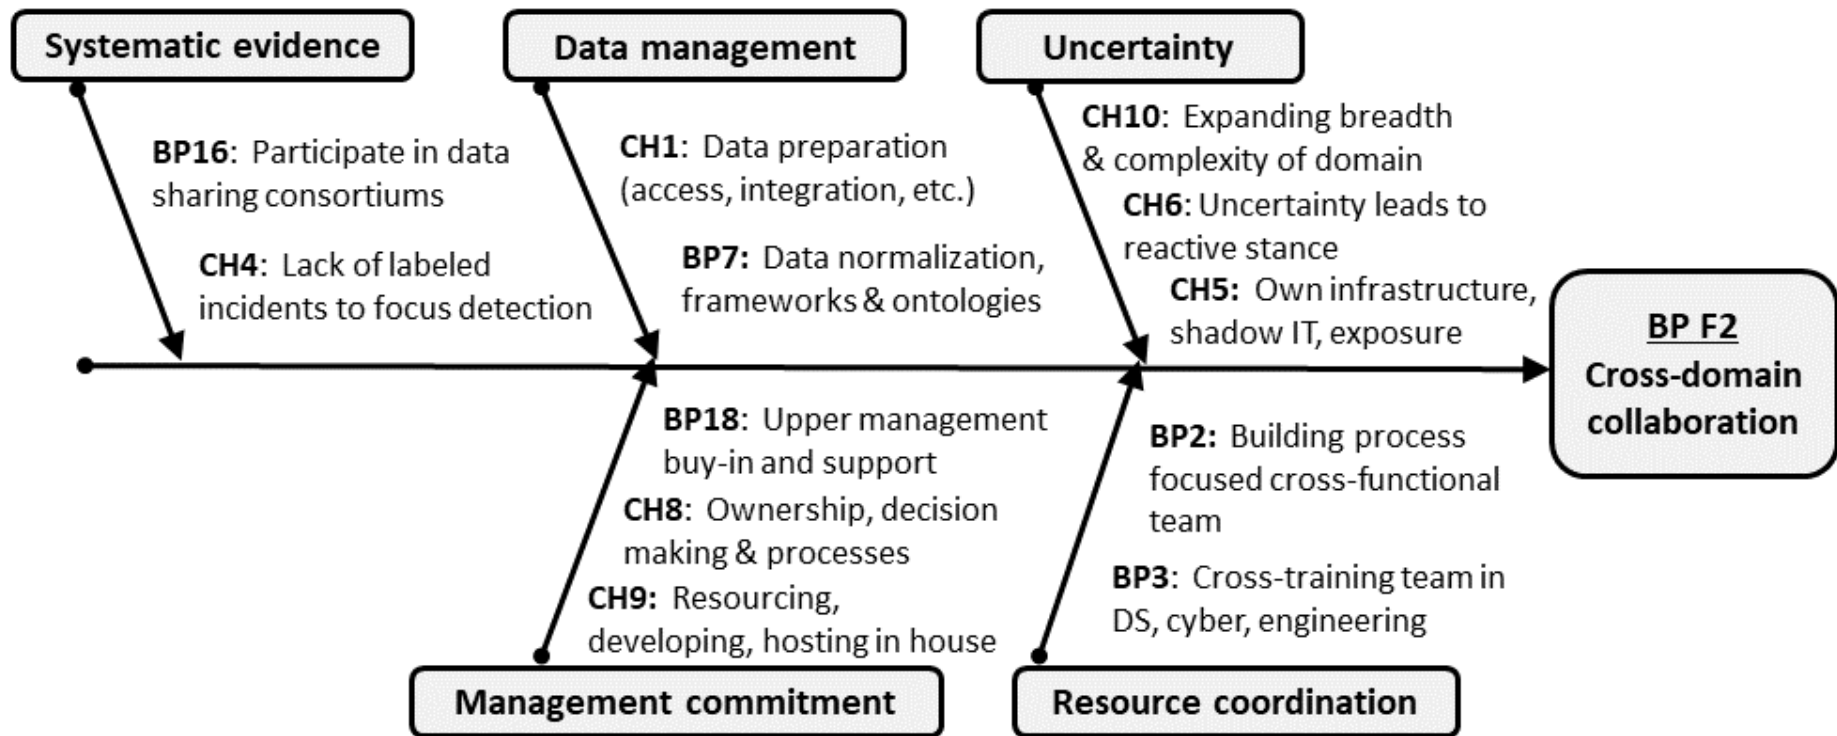 Systematic evidence
BP16: Participate in data
sharing consortiums
CH4: Lack of labeled
incidents to focus detection
Data management
CH1: Data preparation
(access, integration, etc.)
BP7: Data normalization,
frameworks & ontologies
Uncertainty
CH10: Expanding breadth
& complexity of domain
CH6: Uncertainty leads to
reactive stance
CH5: Own infrastructure,
shadow IT, exposure
BP F2
Cross-domain
collaboration
BP18: Upper management
buy-in and support
CH8: Ownership, decision
making & processes
CH9: Resourcing,
developing, hosting in house
Management commitment
BP2: Building process
focused cross-functional
team
BP3: Cross-training team in
DS, cyber, engineering
Resource coordination